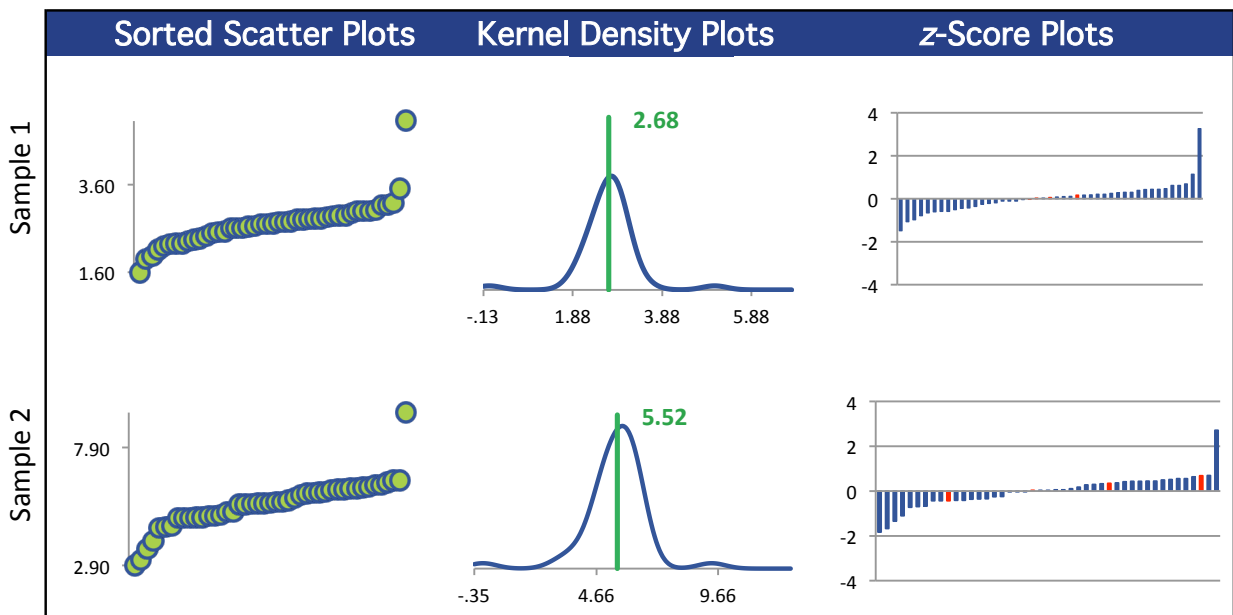 Sorted Scatter Plots
Kernel Density Plots
z-Score Plots
Sample 1
3.60
1.60
2.68
-.13 1.88 3.88 5.88
4
2
0
-2
-4
Sample 2
7.90
2.90
5.52
-.35 4.66 9.66
4
2
0
-2
-4